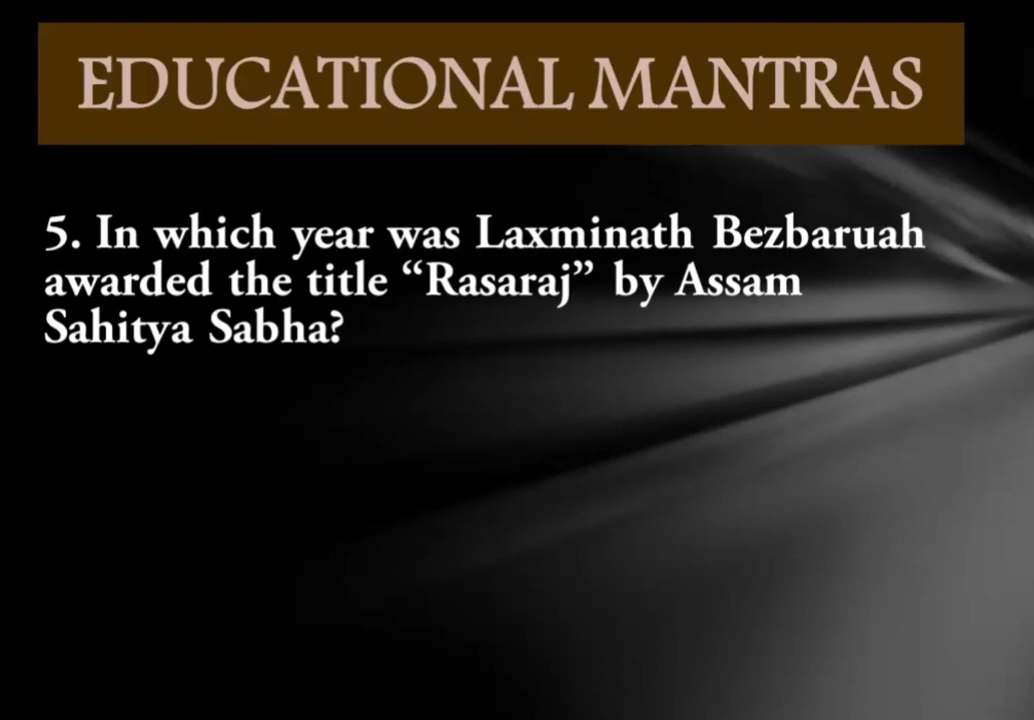 EDUCATIONAL MANTRAS
5. In which year was Laxminath Bezbaruah
awarded the title “Rasaraj” by Assam
Sahitya Sabha?